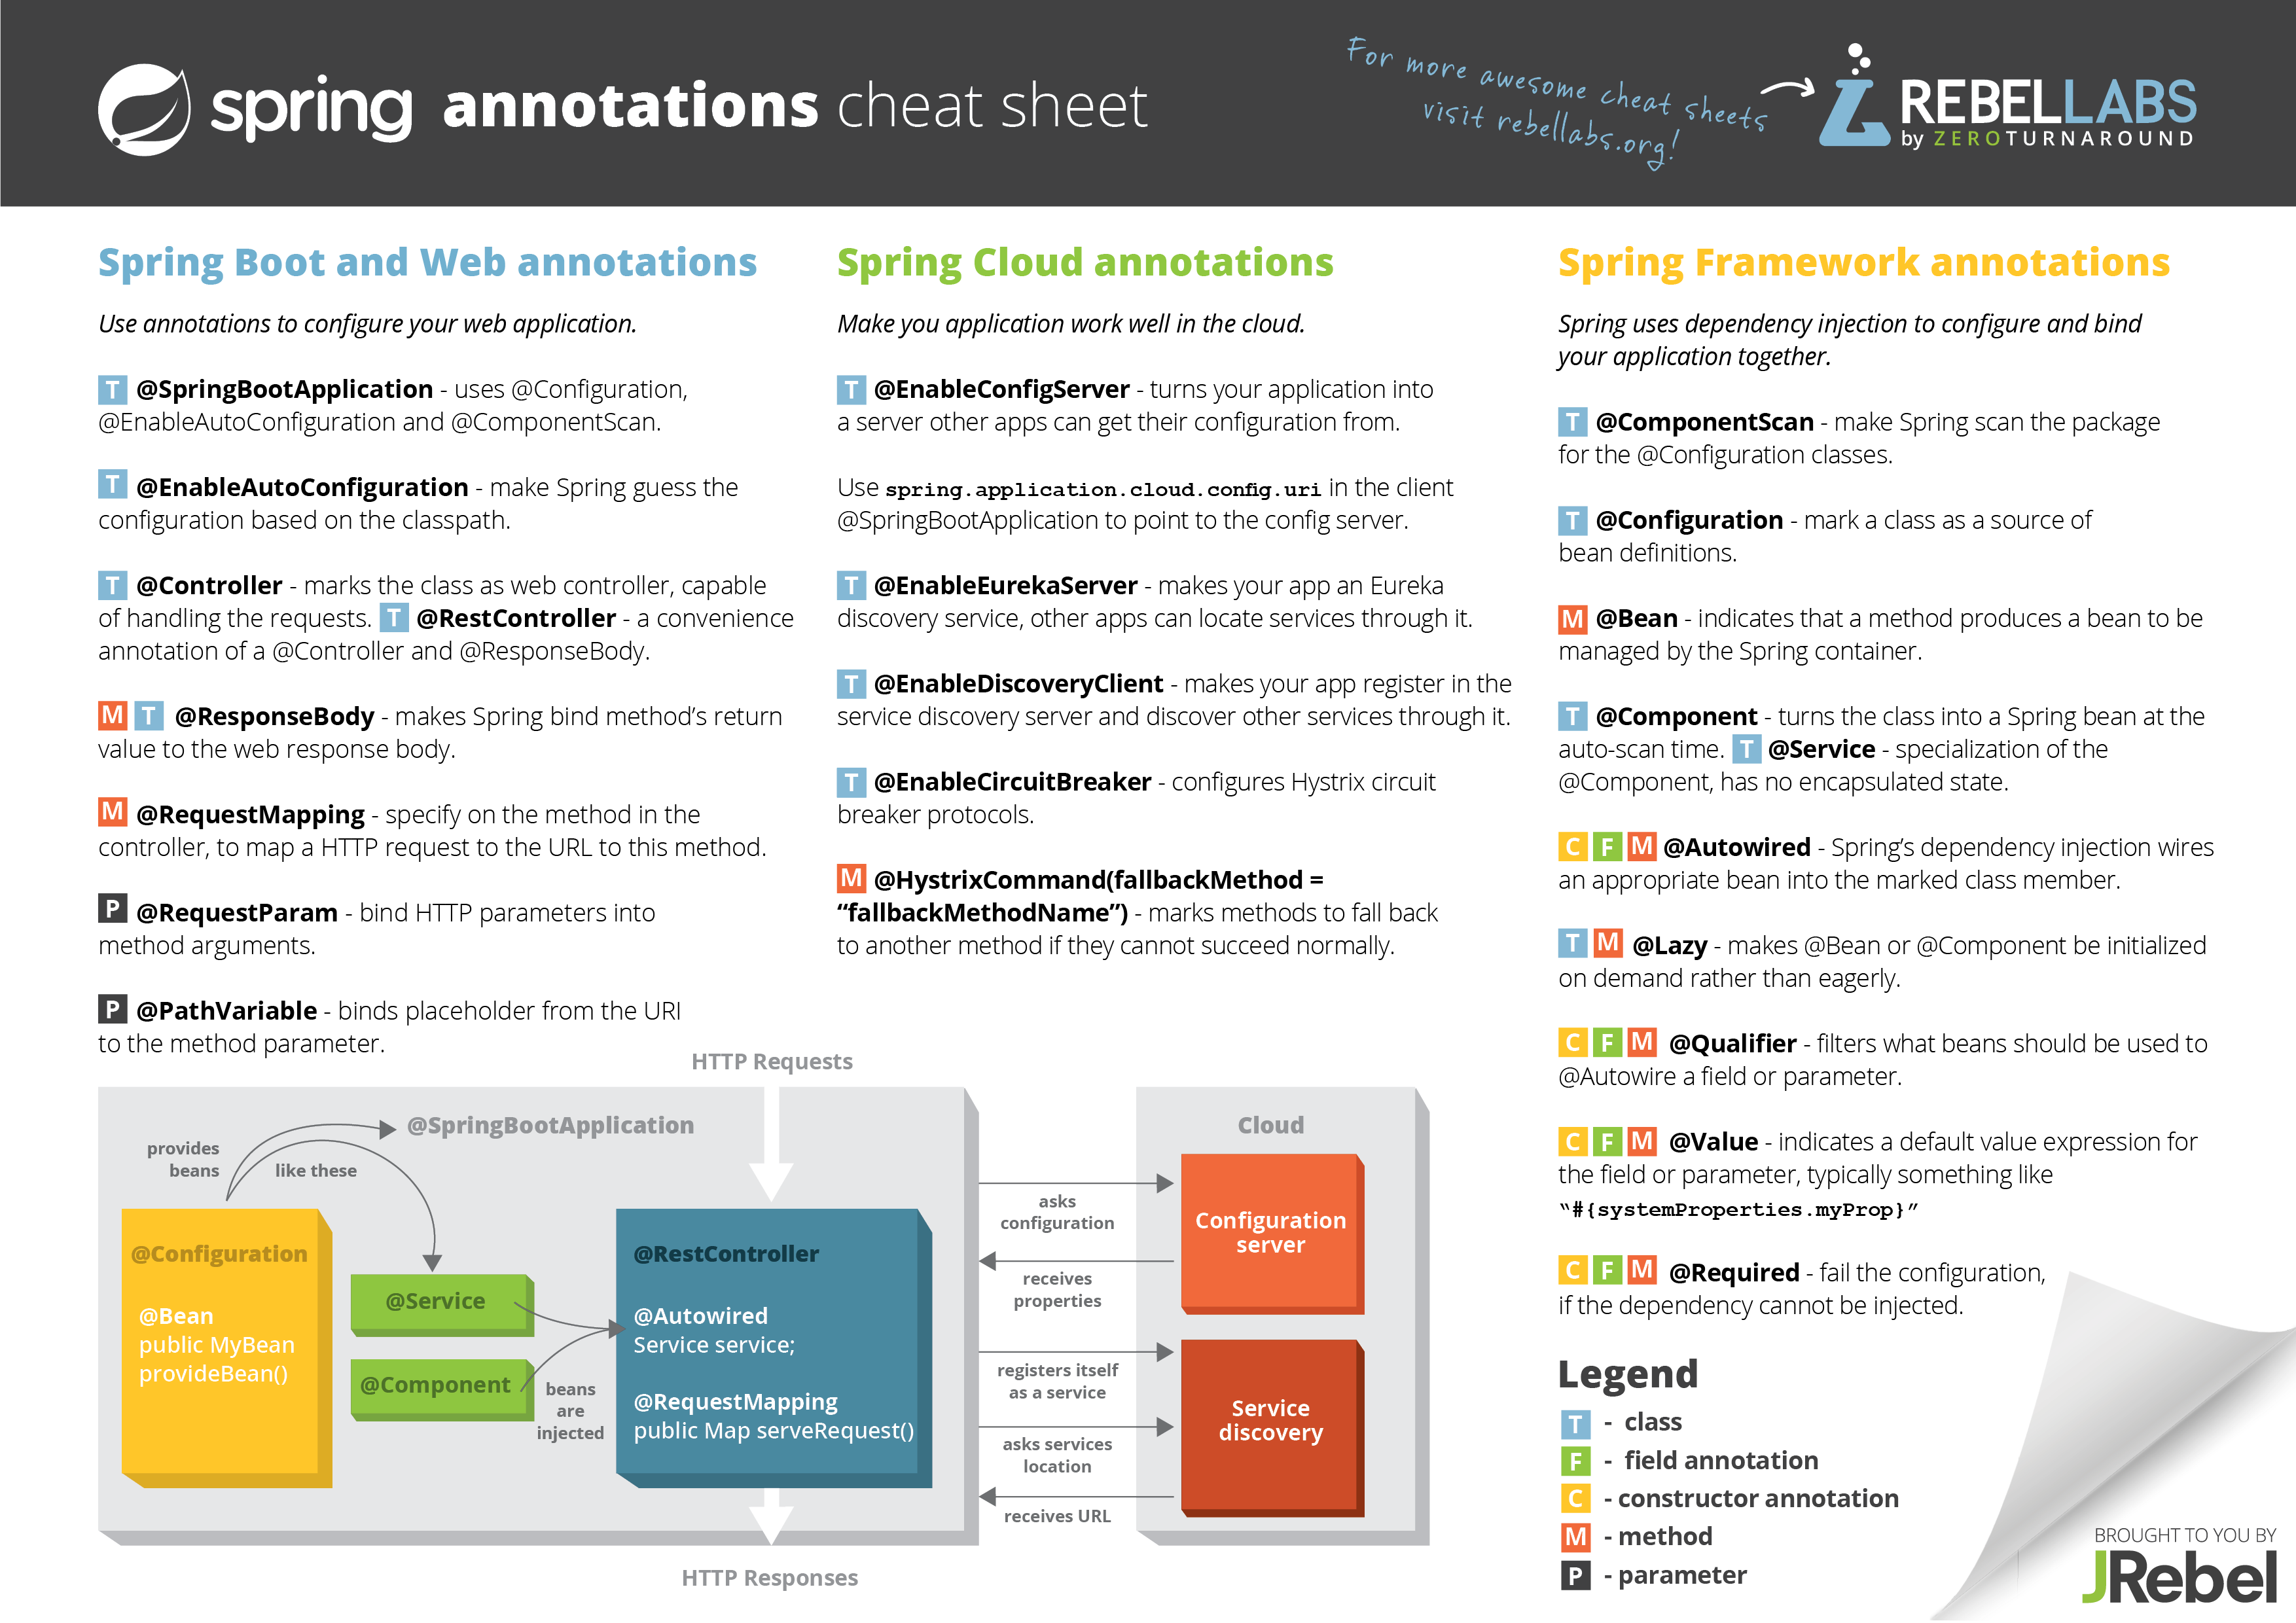 spring annotations cheat sheet
For more awesome cheat sheets
visit rebellabs.org!
REBELLABS
by ZEROTURNAROUND
Spring Boot and Web annotations
Use annotations to configure your web application.
T @SpringBootApplication - uses @Configuration,
@EnableAutoConfiguration and @ComponentScan.
T @EnableAutoConfiguration - make Spring guess the
configuration based on the classpath.
T @Controller - marks the class as web controller, capable
of handling the requests. T @RestController - a convenience
annotation of a @Controller and @ResponseBody.
M T @ResponseBody - makes Spring bind method’s return
value to the web response body.
M @RequestMapping - specify on the method in the
controller, to map a HTTP request to the URL to this method.
P @RequestParam - bind HTTP parameters into
method arguments.
P @PathVariable - binds placeholder from the URI
to the method parameter.
Spring Cloud annotations
Make you application work well in the cloud.
T @EnableConfigServer - turns your application into
a server other apps can get their configuration from.
Use spring.application.cloud.config.uri in the client
@SpringBootApplication to point to the config server.
T @EnableEurekaServer - makes your app an Eureka
discovery service, other apps can locate services through it.
T @EnableDiscoveryClient - makes your app register in the
service discovery server and discover other services through it.
T @EnableCircuitBreaker - configures Hystrix circuit
breaker protocols.
M @HystrixCommand(fallbackMethod =
“fallbackMethodName”) - marks methods to fall back
to another method if they cannot succeed normally.
Spring Framework annotations
Spring uses dependency injection to configure and bind
your application together.
T @ComponentScan - make Spring scan the package
for the @Configuration classes.
T @Configuration - mark a class as a source of
bean definitions.
M @Bean - indicates that a method produces a bean to be
managed by the Spring container.
T @Component - turns the class into a Spring bean at the
auto-scan time. T @Service - specialization of the
@Component, has no encapsulated state.
C F M @Autowired - Spring’s dependency injection wires
an appropriate bean into the marked class member.
T M @Lazy - makes @Bean or @Component be initialized
on demand rather than eagerly.
C F M @Qualifier - filters what beans should be used to
@Autowire a field or parameter.
C F M @Value - indicates a default value expression for
the field or parameter, typically something like
“#{systemProperties.myProp}”
C F M @Required - fail the configuration,
if the dependency cannot be injected.
HTTP Requests
@SpringBootApplication
provides
beans
like these
@Configuration
@Bean
public MyBean
provideBean()
@Service
@Component
beans
are
injected
@RestController
@Autowired
Service service;
@RequestMapping
public Map serveRequest()
HTTP Responses
asks
configuration
receives
properties
registers itself
as a service
asks services
location
receives URL
Cloud
Configuration
server
Service
discovery
Legend
T - class
F - field annotation
C - constructor annotation
M - method
P - parameter
BROUGHT TO YOU BY
JRebel